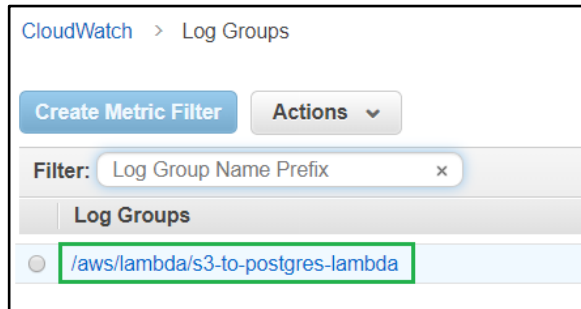 CloudWatch > Log Groups
Create Metric Filter Actions
Filter: Log Group Name Prefix ×
Log Groups
/aws/lambda/s3-to-postgres-lambda